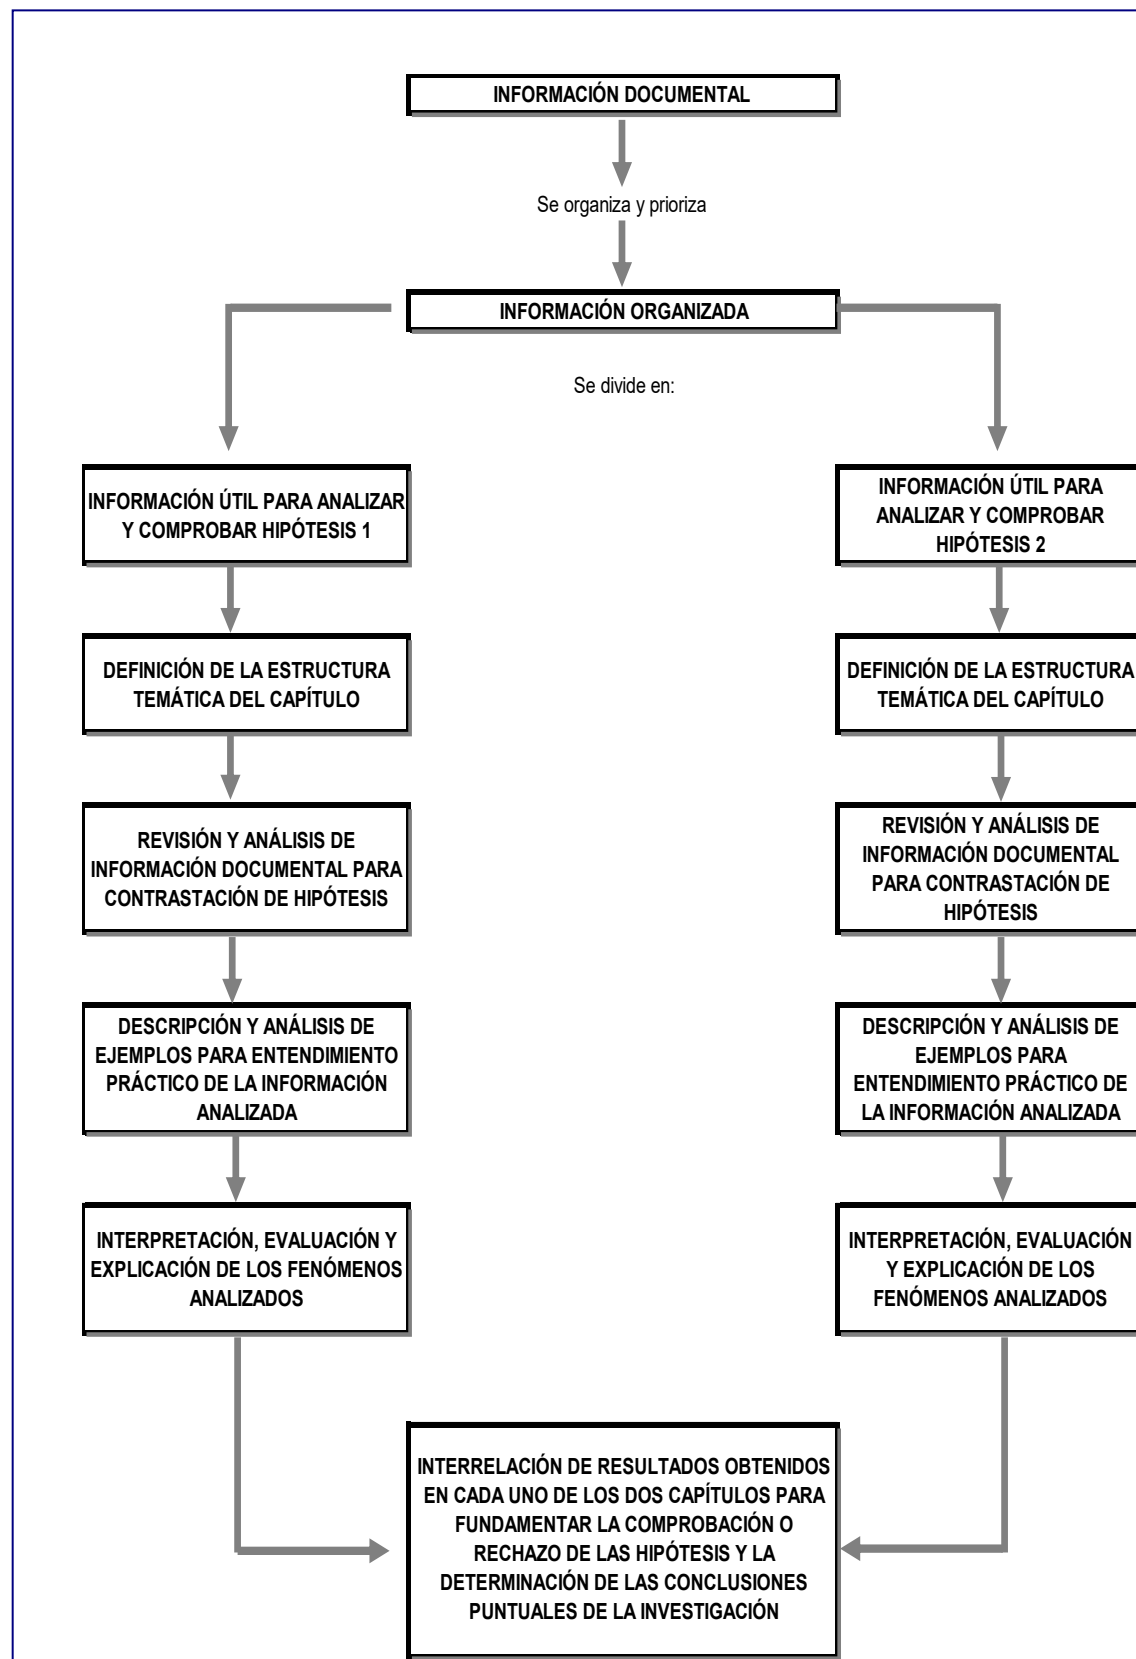 INFORMACIÓN DOCUMENTAL
Se organiza y prioriza
INFORMACIÓN ORGANIZADA
Se divide en:
INFORMACIÓN ÚTIL PARA ANALIZAR
Y COMPROBAR HIPÓTESIS 1
INFORMACIÓN ÚTIL PARA
ANALIZAR Y COMPROBAR
HIPÓTESIS 2
DEFINICIÓN DE LA ESTRUCTURA
TEMÁTICA DEL CAPÍTULO
DEFINICIÓN DE LA ESTRUCTURA
TEMÁTICA DEL CAPÍTULO
REVISIÓN Y ANÁLISIS DE
INFORMACIÓN DOCUMENTAL PARA
CONTRASTACIÓN DE HIPÓTESIS
REVISIÓN Y ANÁLISIS DE
INFORMACIÓN DOCUMENTAL
PARA CONTRASTACIÓN DE
HIPÓTESIS
DESCRIPCIÓN Y ANÁLISIS DE
EJEMPLOS PARA ENTENDIMIENTO
PRÁCTICO DE LA INFORMACIÓN
ANALIZADA
DESCRIPCIÓN Y ANÁLISIS DE
EJEMPLOS PARA
ENTENDIMIENTO PRÁCTICO DE
LA INFORMACIÓN ANALIZADA
INTERPRETACIÓN, EVALUACIÓN Y
EXPLICACIÓN DE LOS FENÓMENOS
ANALIZADOS
INTERPRETACIÓN, EVALUACIÓN
Y EXPLICACIÓN DE LOS
FENÓMENOS ANALIZADOS
INTERRELACIÓN DE RESULTADOS OBTENIDOS
EN CADA UNO DE LOS DOS CAPÍTULOS PARA
FUNDAMENTAR LA COMPROBACIÓN O
RECHAZO DE LAS HIPÓTESIS Y LA
DETERMINACIÓN DE LAS CONCLUSIONES
PUNTUALES DE LA INVESTIGACIÓN